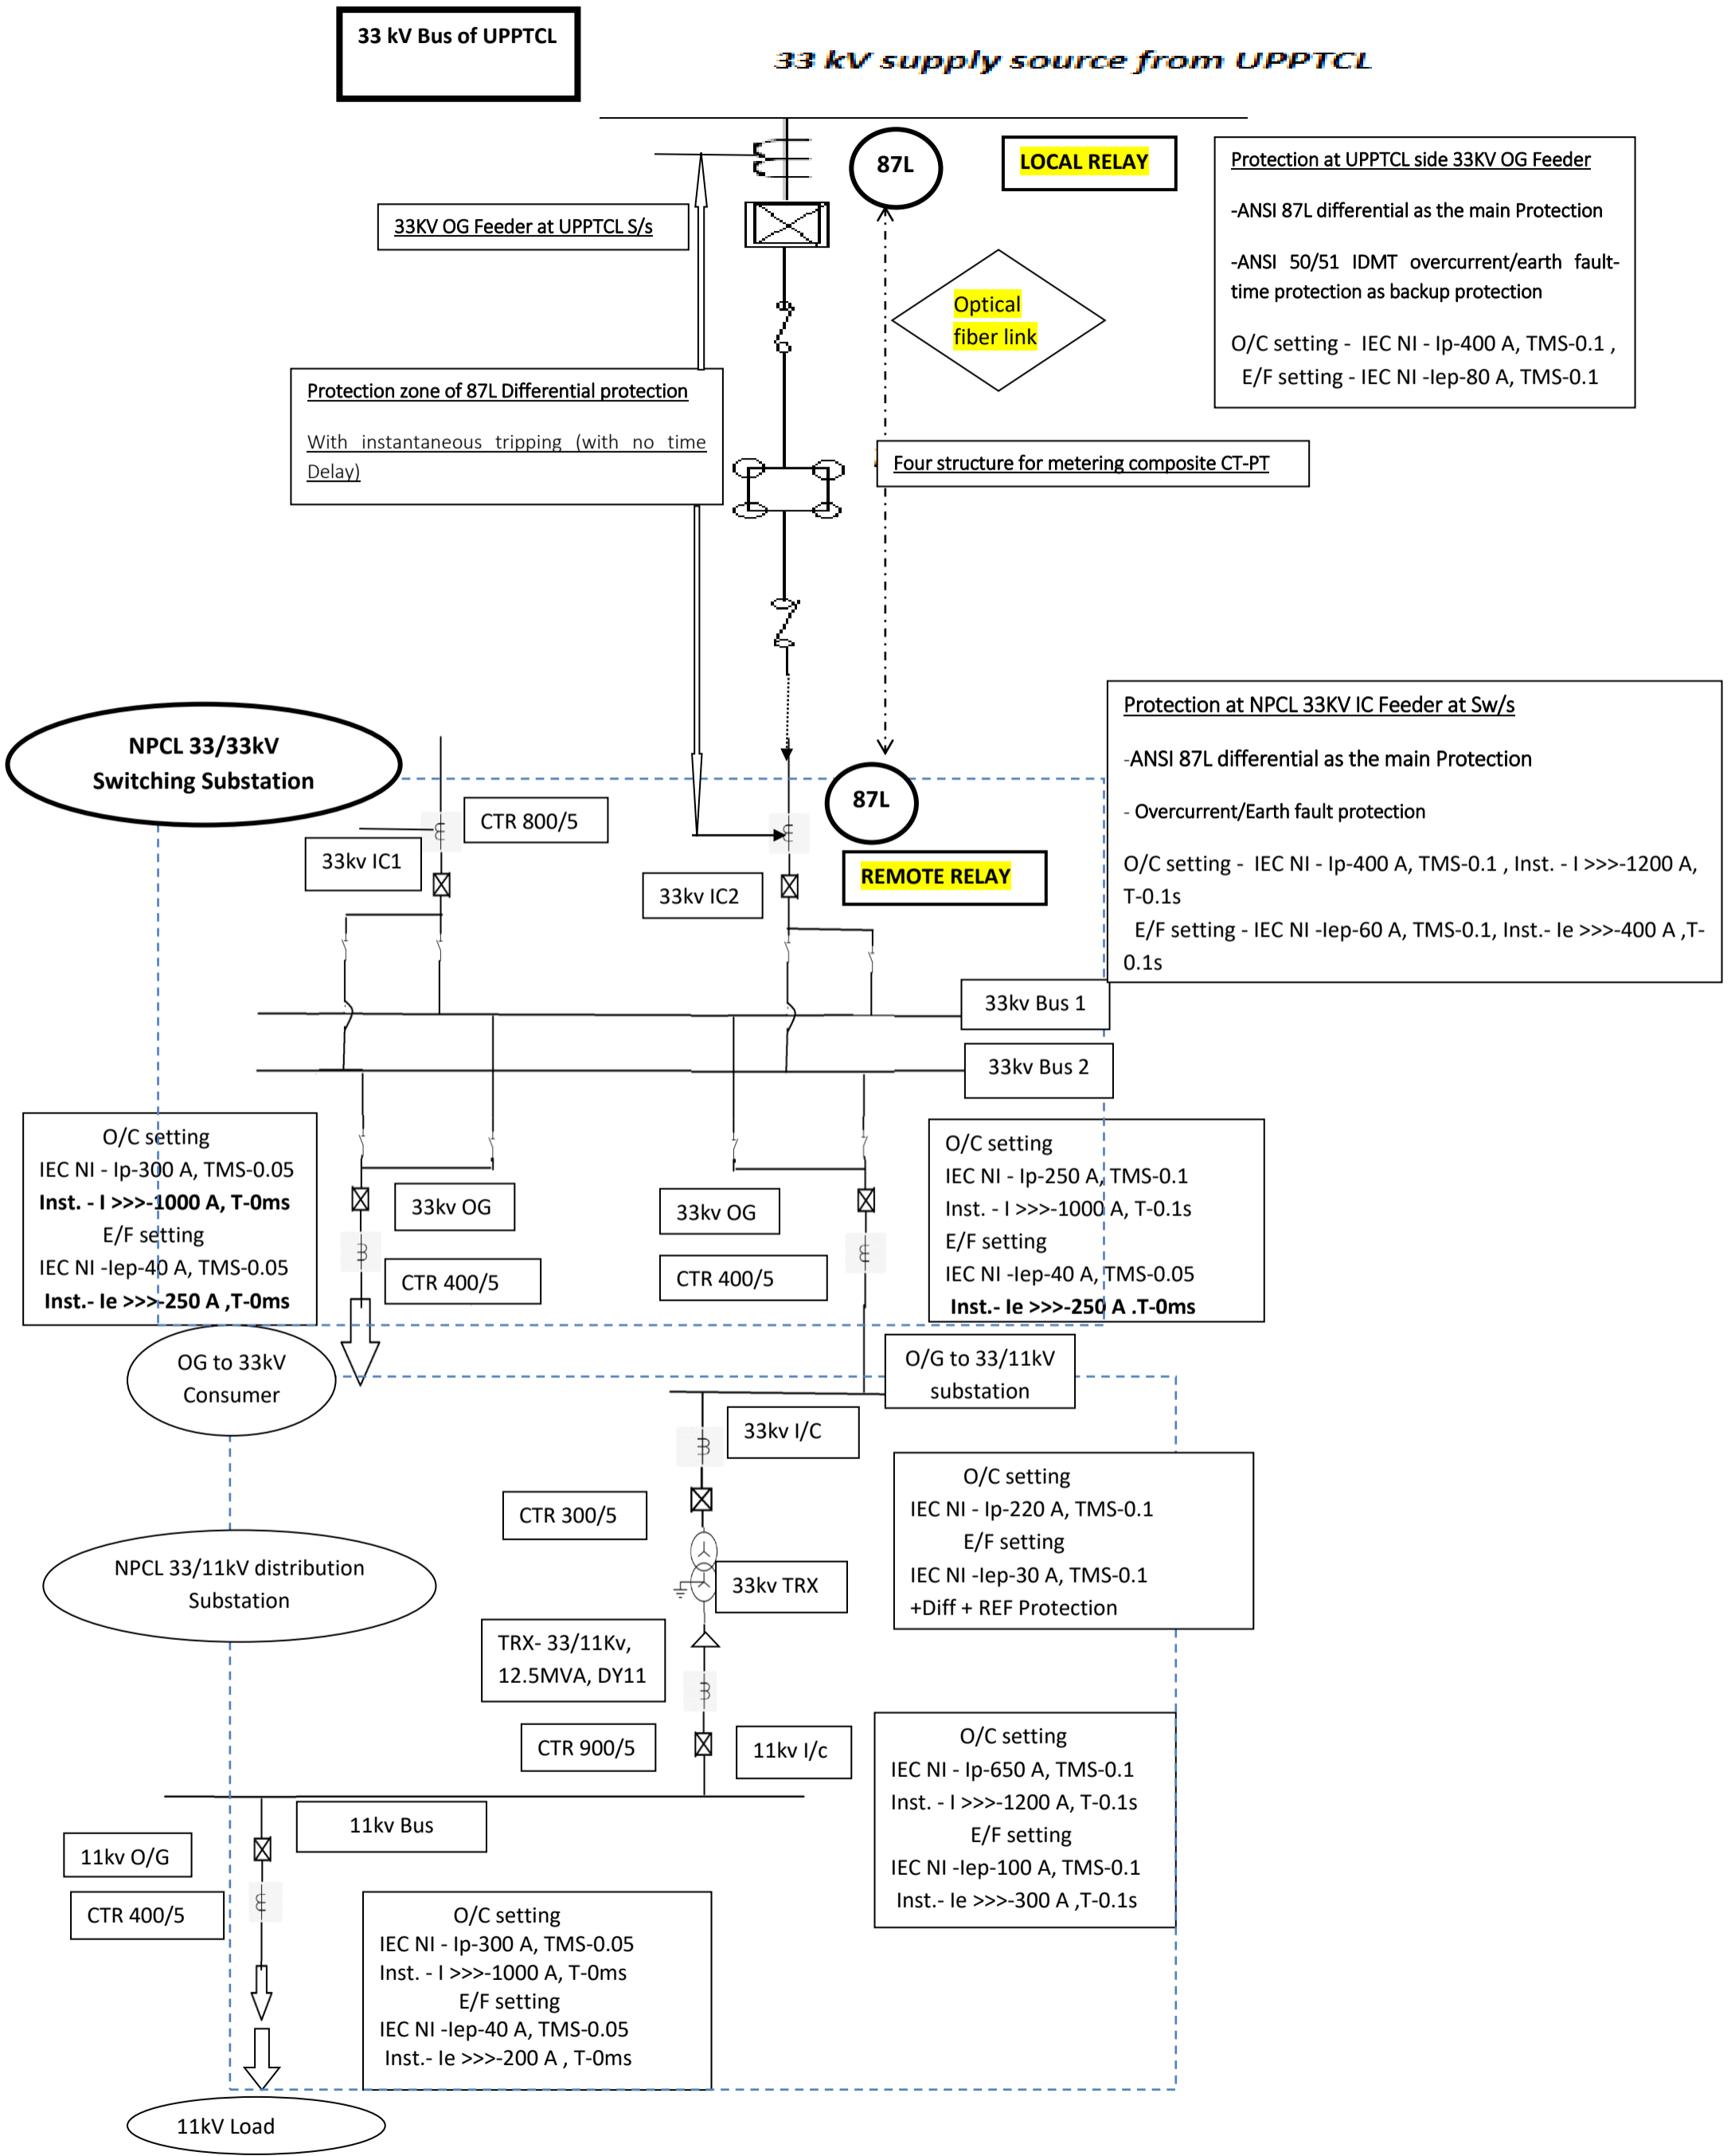 33 kV Bus of UPPTCL
33 kV supply source from UPPTCL
87L
LOCAL RELAY
Protection at UPPTCL side 33KV OG Feeder
-ANSI 87L differential as the main Protection
-ANSI 50/51 IDMT overcurrent/earth fault-
time protection as backup protection
O/C setting - IEC NI - Ip-400 A, TMS-0.1 ,
E/F setting - IEC NI -Iep-80 A, TMS-0.1
33KV OG Feeder at UPPTCL S/s
Optical
fiber link
Protection zone of 87L Differential protection
With instantaneous tripping (with no time
Delay)
Four structure for metering composite CT-PT
Protection at NPCL 33KV IC Feeder at Sw/s
-ANSI 87L differential as the main Protection
- Overcurrent/Earth fault protection
O/C setting - IEC NI - Ip-400 A, TMS-0.1 , Inst. - I >>>-1200 A,
T-0.1s
E/F setting - IEC NI -Iep-60 A, TMS-0.1, Inst.- Ie >>>-400 A ,T-
0.1s
NPCL 33/33kV
Switching Substation
87L
CTR 800/5
33kv IC1
REMOTE RELAY
33kv IC2
33kv Bus 1
33kv Bus 2
O/C setting
IEC NI - Ip-300 A, TMS-0.05
Inst. - I >>>-1000 A, T-0ms
E/F setting
IEC NI -Iep-40 A, TMS-0.05
Inst.- Ie >>>-250 A ,T-0ms
33kv OG
CTR 400/5
33kv OG
CTR 400/5
O/C setting
IEC NI - Ip-250 A, TMS-0.1
Inst. - I >>>-1000 A, T-0.1s
E/F setting
IEC NI -Iep-40 A, TMS-0.05
Inst.- Ie >>>-250 A .T-0ms
OG to 33kV
Consumer
O/G to 33/11kV
substation
33kv I/C
CTR 300/5
O/C setting
IEC NI - Ip-220 A, TMS-0.1
E/F setting
IEC NI -Iep-30 A, TMS-0.1
+Diff + REF Protection
NPCL 33/11kV distribution
Substation
33kv TRX
TRX- 33/11Kv,
12.5MVA, DY11
CTR 900/5
11kv I/c
O/C setting
IEC NI - Ip-650 A, TMS-0.1
Inst. - I >>>-1200 A, T-0.1s
E/F setting
IEC NI -Iep-100 A, TMS-0.1
Inst.- Ie >>>-300 A ,T-0.1s
11kv Bus
11kv O/G
CTR 400/5
O/C setting
IEC NI - Ip-300 A, TMS-0.05
Inst. - I >>>-1000 A, T-0ms
E/F setting
IEC NI -Iep-40 A, TMS-0.05
Inst.- Ie >>>-200 A , T-0ms
11kV Load